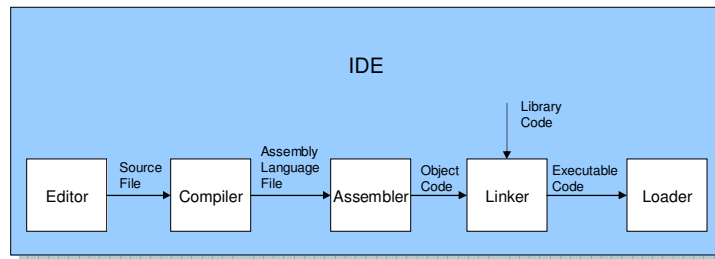 IDE
Library
Code
Source
File
Assembly
Language
File
Object
Code
Executable
Code
Editor
Compiler
Assembler
Linker
Loader